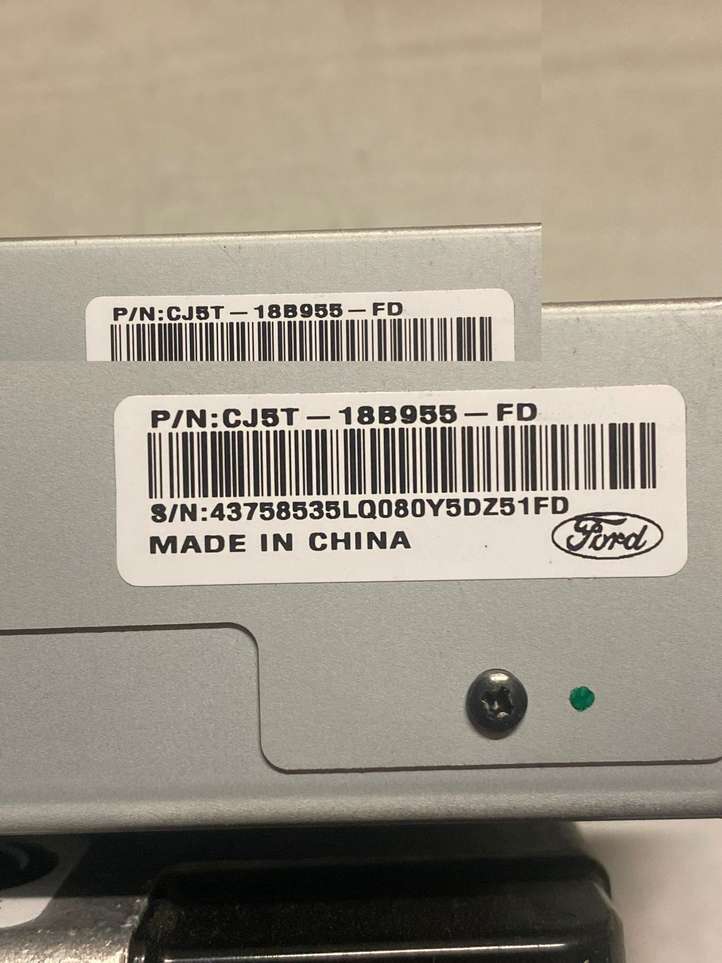 P/N:CJ5T-18B955-FD
P/N:CJ5T-18B955-FD
S/N:43758535LQ080Y5DZ51FD
MADE IN CHINA
Ford